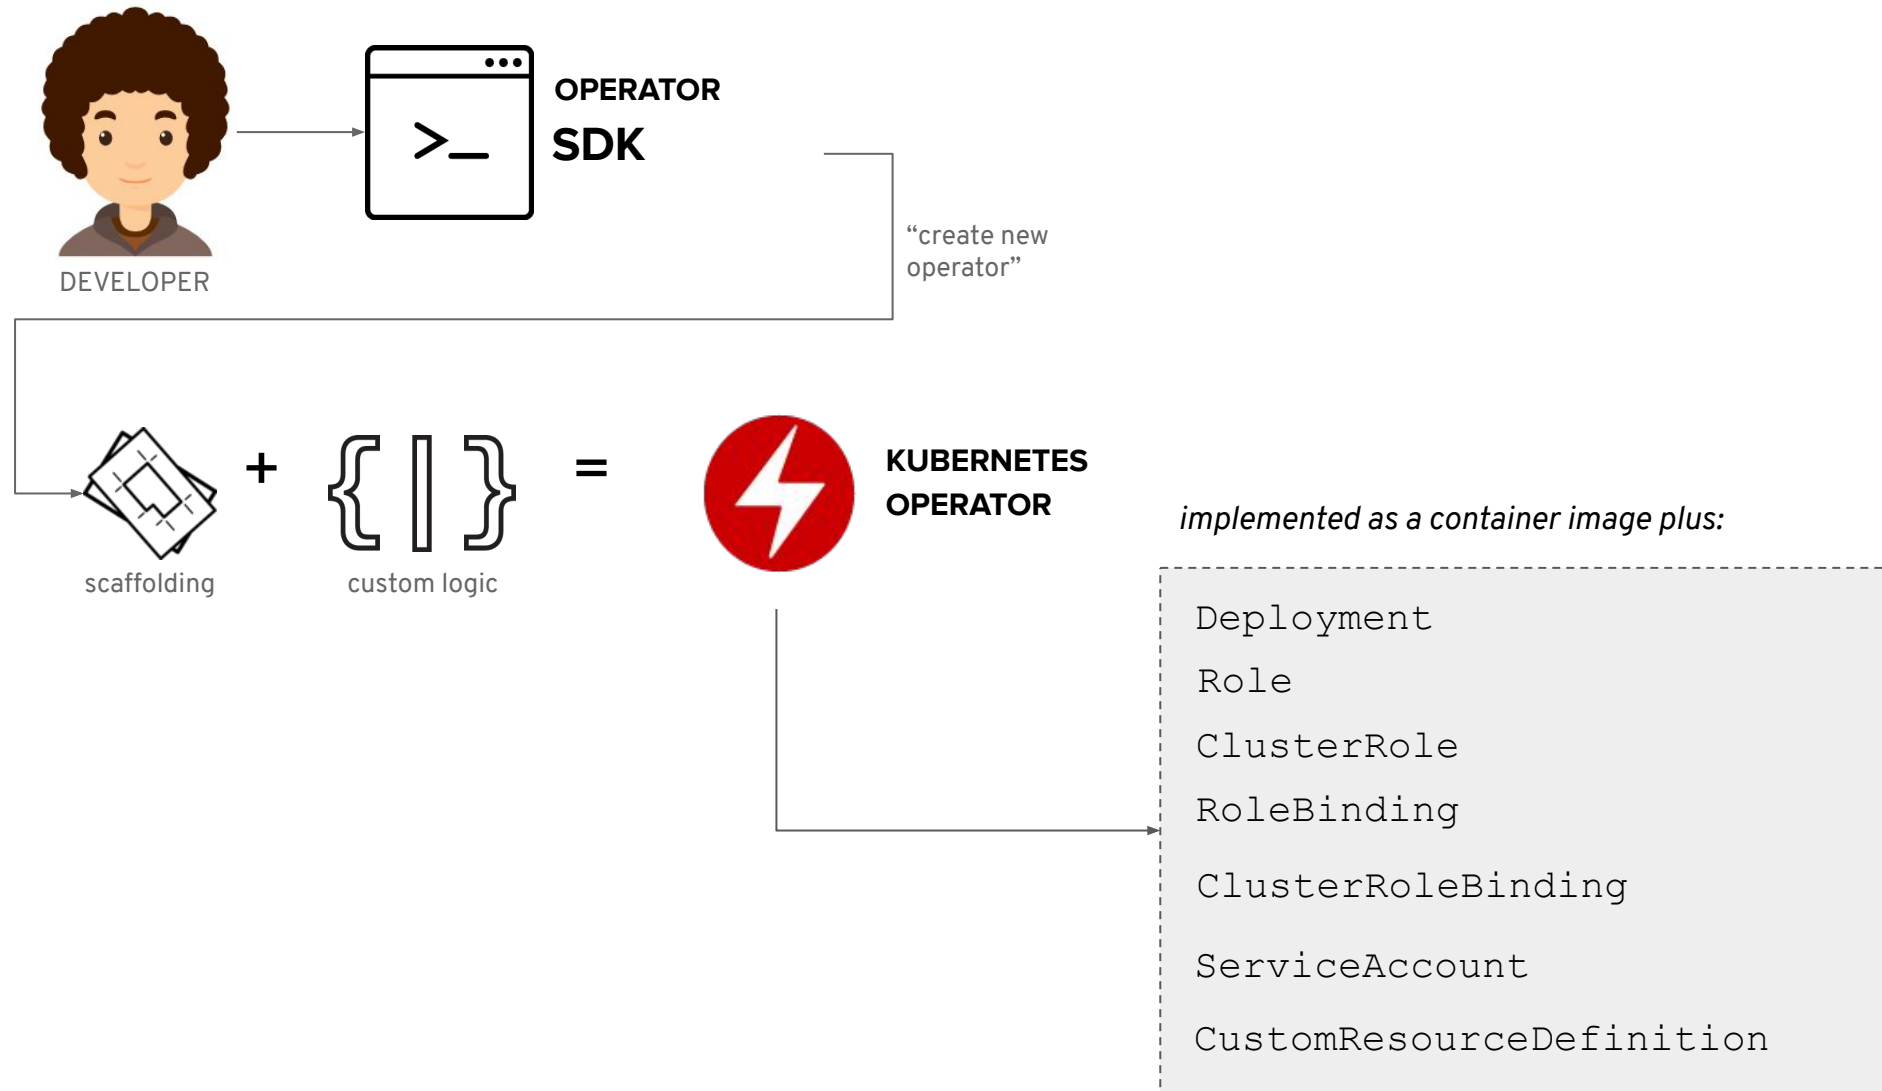 OPERATOR
SDK
DEVELOPER
“create new
operator”
+
=
scaffolding
custom logic
KUBERNETES
OPERATOR
implemented as a container image plus:
Deployment
Role
ClusterRole
RoleBinding
ClusterRoleBinding
ServiceAccount
CustomResourceDefinition